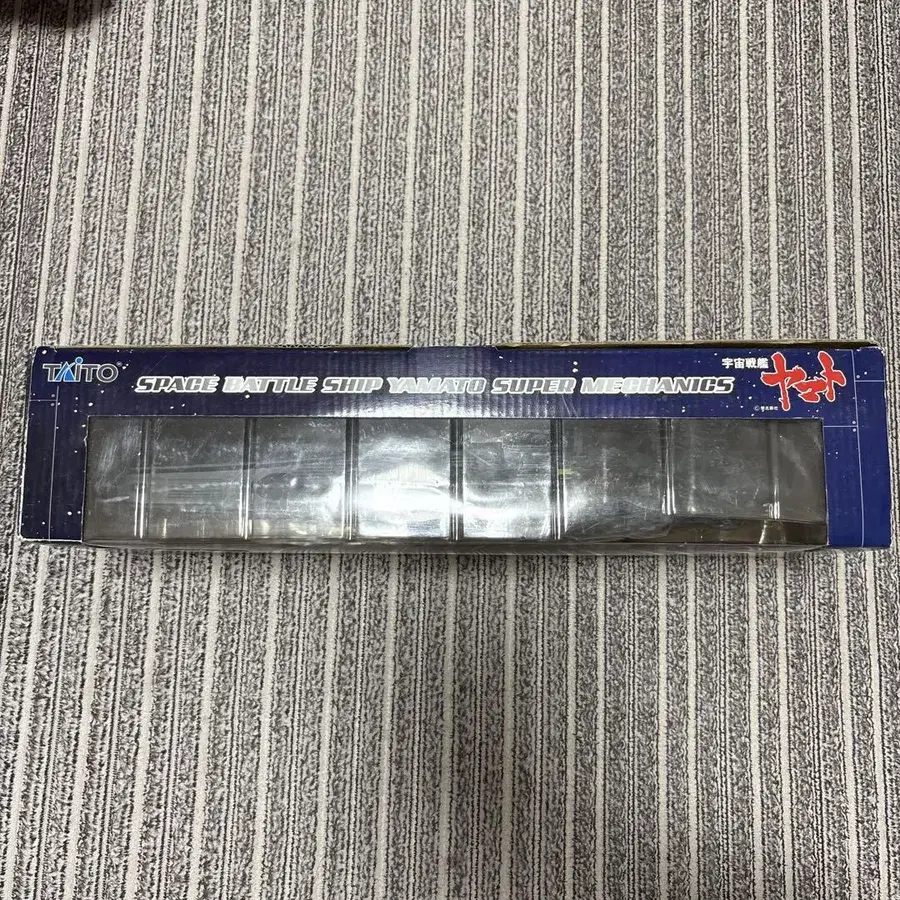 TAITO®
SPACE BATTLE SHIP YAMATO SUPER MECHANICS
宇宙戦艦
ヤマト